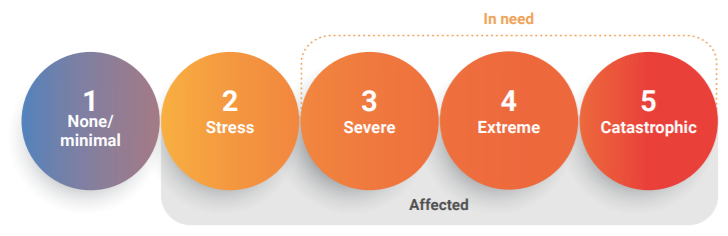 In need
1
None/
minimal
2
Stress
3
Severe
4
Extreme
5
Catastrophic
Affected